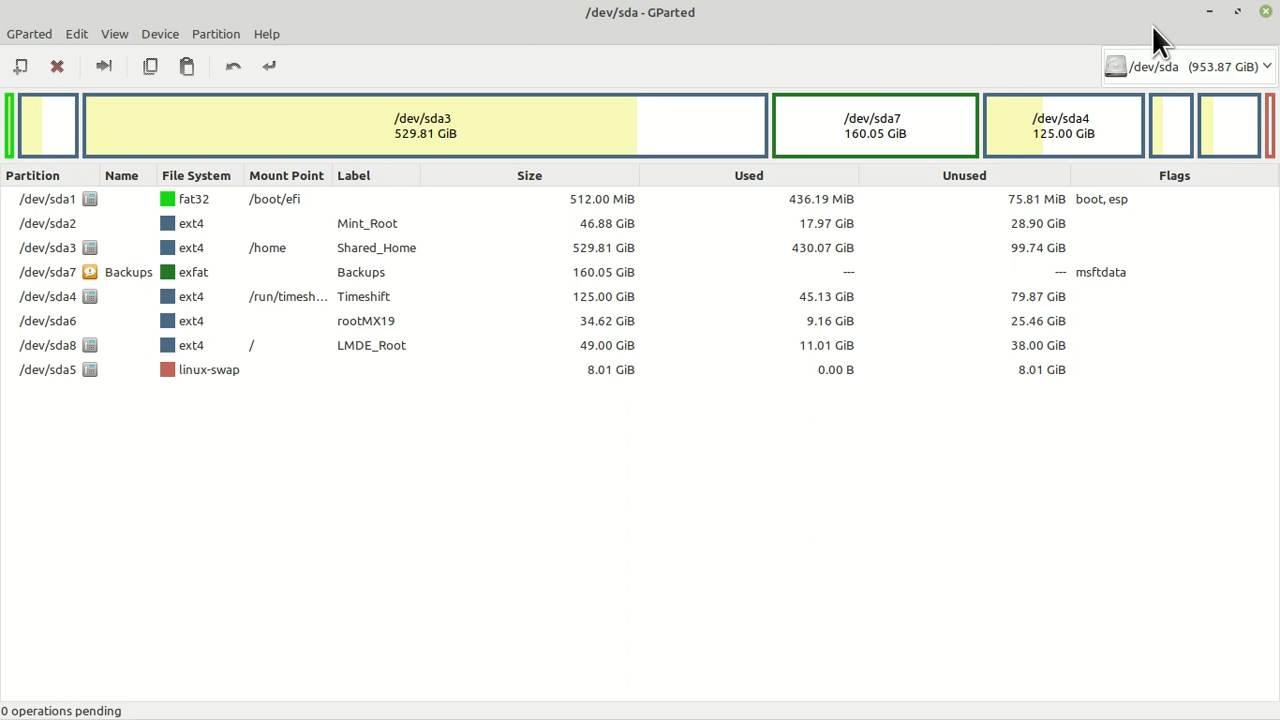 /dev/sda - GParted
GParted Edit View Device Partition Help
/dev/sda (953.87 GiB)
/dev/sda3
529.81 GiB
/dev/sda7
160.05 GiB
/dev/sda4
125.00 GiB
Partition Name File System Mount Point Label Size Used Unused Flags
/dev/sda1 fat32 /boot/efi 512.00 MiB 436.19 MiB 75.81 MiB boot, esp
/dev/sda2 ext4 Mint_Root 46.88 GiB 17.97 GiB 28.90 GiB
/dev/sda3 ext4 /home Shared_Home 529.81 GiB 430.07 GiB 99.74 GiB
/dev/sda7 Backups exfat Backups 160.05 GiB --- --- msftdata
/dev/sda4 ext4 /run/timesh... Timeshift 125.00 GiB 45.13 GiB 79.87 GiB
/dev/sda6 ext4 rootMX19 34.62 GiB 9.16 GiB 25.46 GiB
/dev/sda8 ext4 / LMDE_Root 49.00 GiB 11.01 GiB 38.00 GiB
/dev/sda5 linux-swap 8.01 GiB 0.00 B 8.01 GiB
0 operations pending